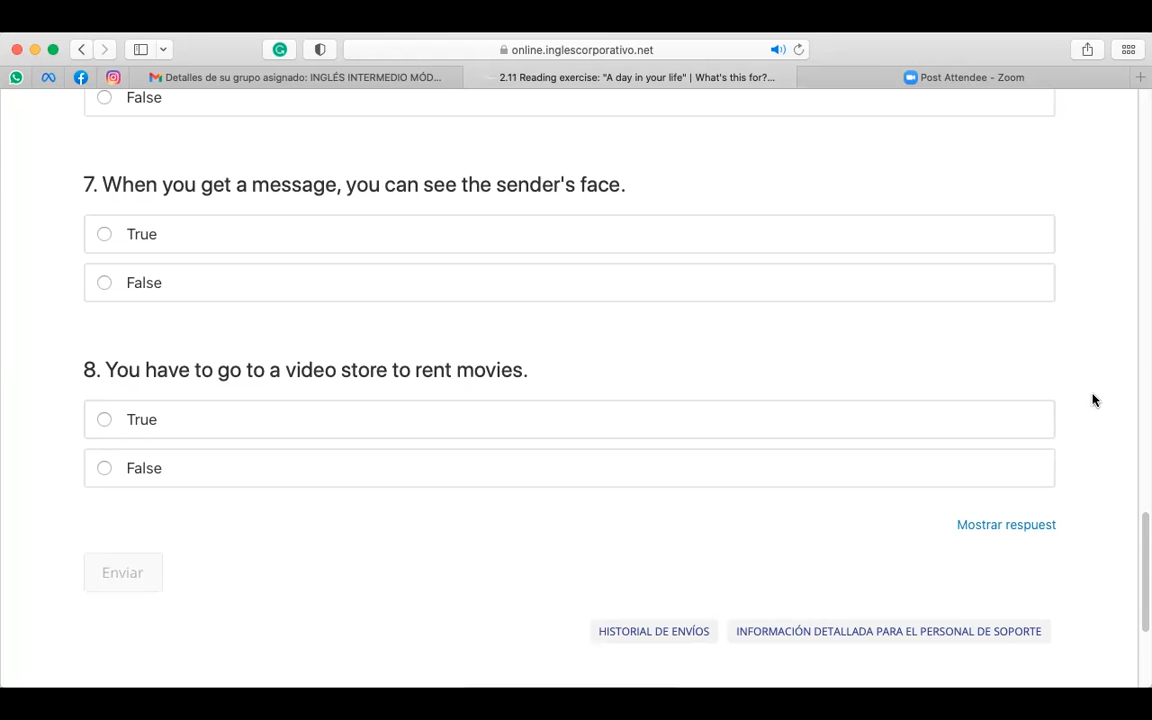 online.inglescorporativo.net
Detalles de su grupo asignado: INGLÉS INTERMEDIO MÓD...
2.11 Reading exercise: "A day in your life" | What's this for?...
Post Attendee - Zoom
False
7. When you get a message, you can see the sender's face.
True
False
8. You have to go to a video store to rent movies.
True
False
Mostrar respuest
Enviar
HISTORIAL DE ENVÍOS
INFORMACIÓN DETALLADA PARA EL PERSONAL DE SOPORTE